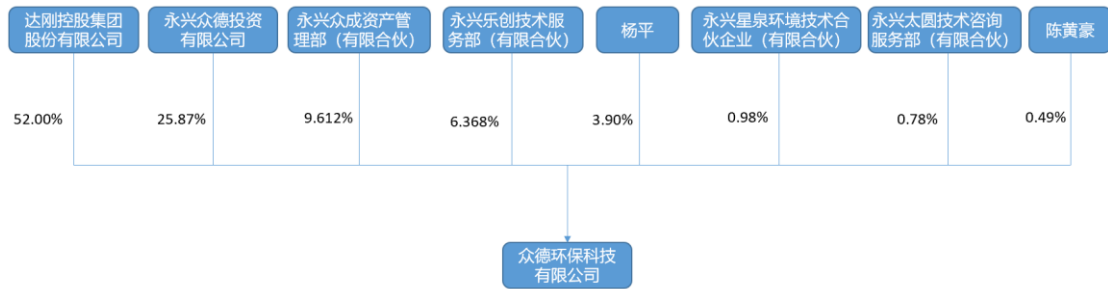 达刚控股集团
股份有限公司
永兴众德投资
有限公司
永兴众成资产管
理部（有限合伙）
永兴乐创技术服
务部（有限合伙）
杨平
永兴星泉环境技术合
伙企业（有限合伙）
永兴太圆技术咨询
服务部（有限合伙）
陈黄豪
52.00%
25.87%
9.612%
6.368%
3.90%
0.98%
0.78%
0.49%
众德环保科技
有限公司